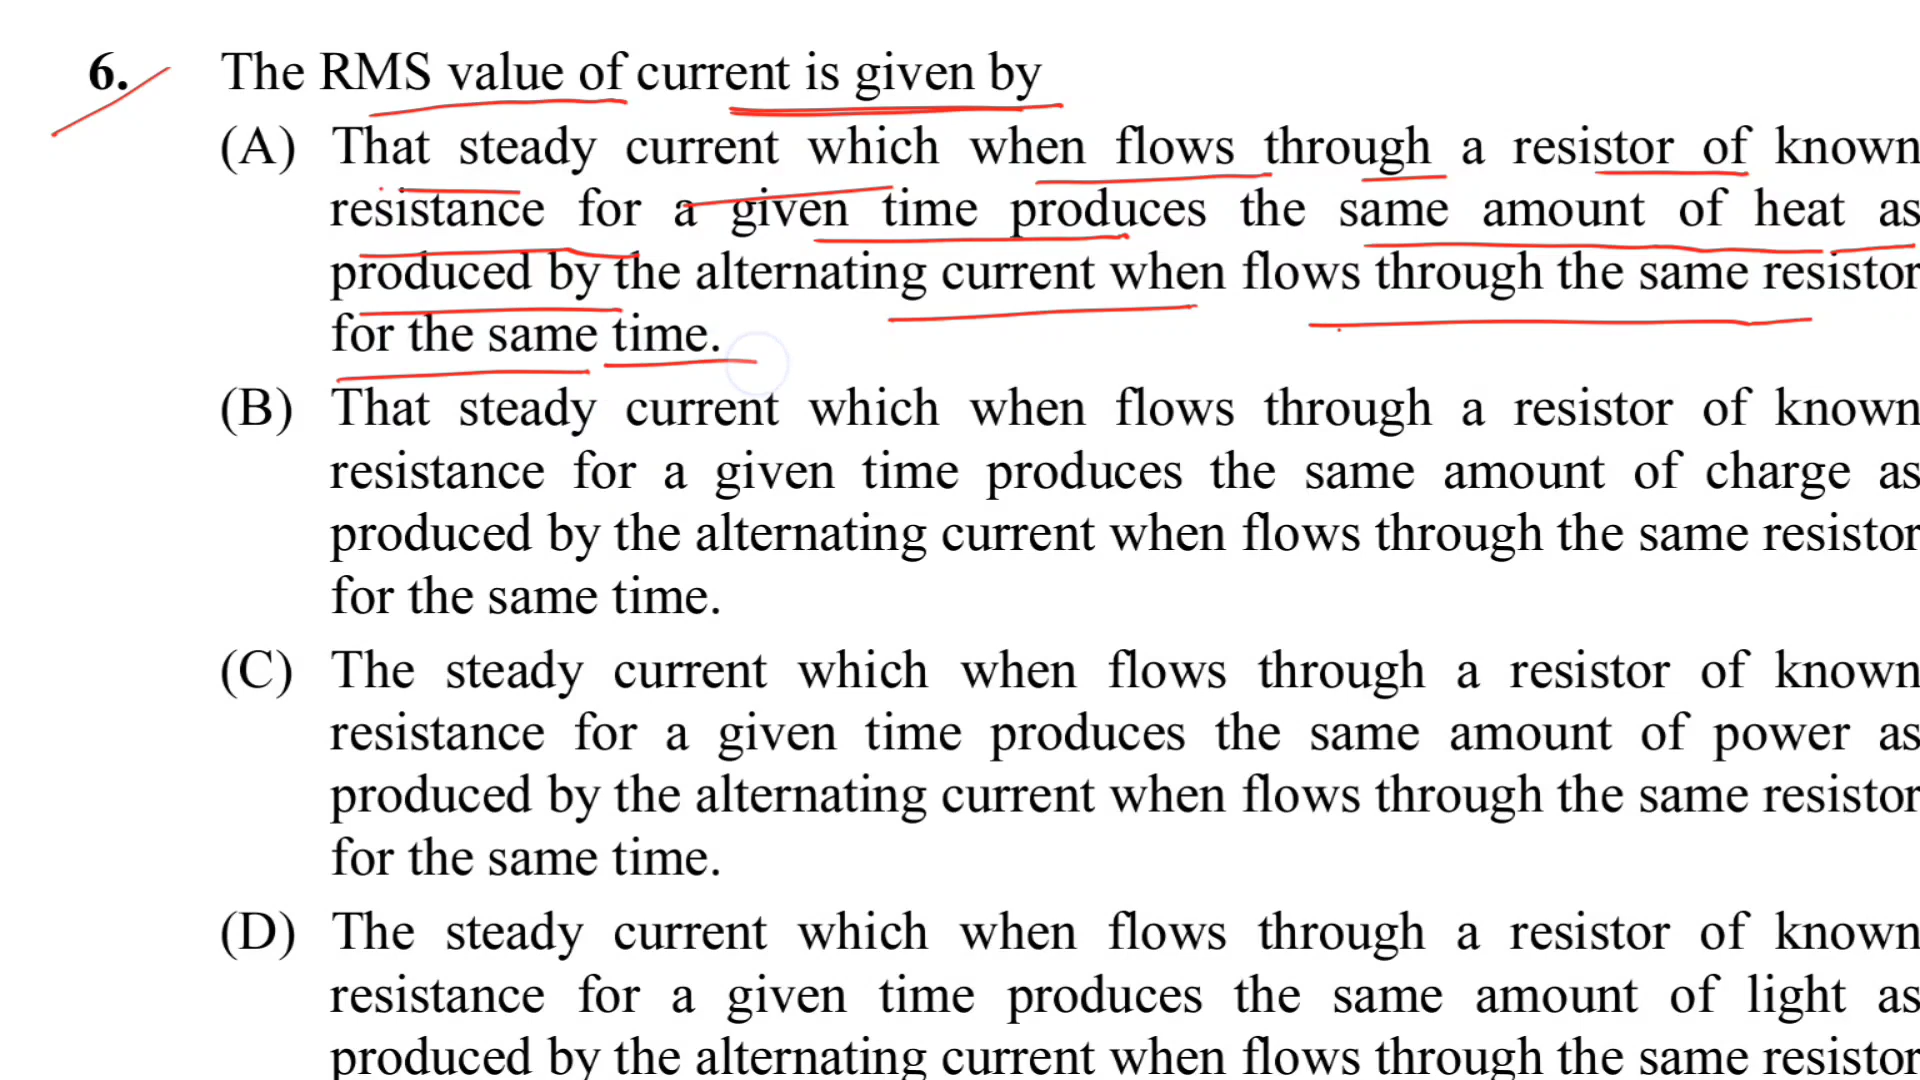 6. The RMS value of current is given by
(A) That steady current which when flows through a resistor of known
resistance for a given time produces the same amount of heat as
produced by the alternating current when flows through the same resistor
for the same time.
(B) That steady current which when flows through a resistor of known
resistance for a given time produces the same amount of charge as
produced by the alternating current when flows through the same resistor
for the same time.
(C) The steady current which when flows through a resistor of known
resistance for a given time produces the same amount of power as
produced by the alternating current when flows through the same resistor
for the same time.
(D) The steady current which when flows through a resistor of known
resistance for a given time produces the same amount of light as
produced by the alternating current when flows through the same resistor